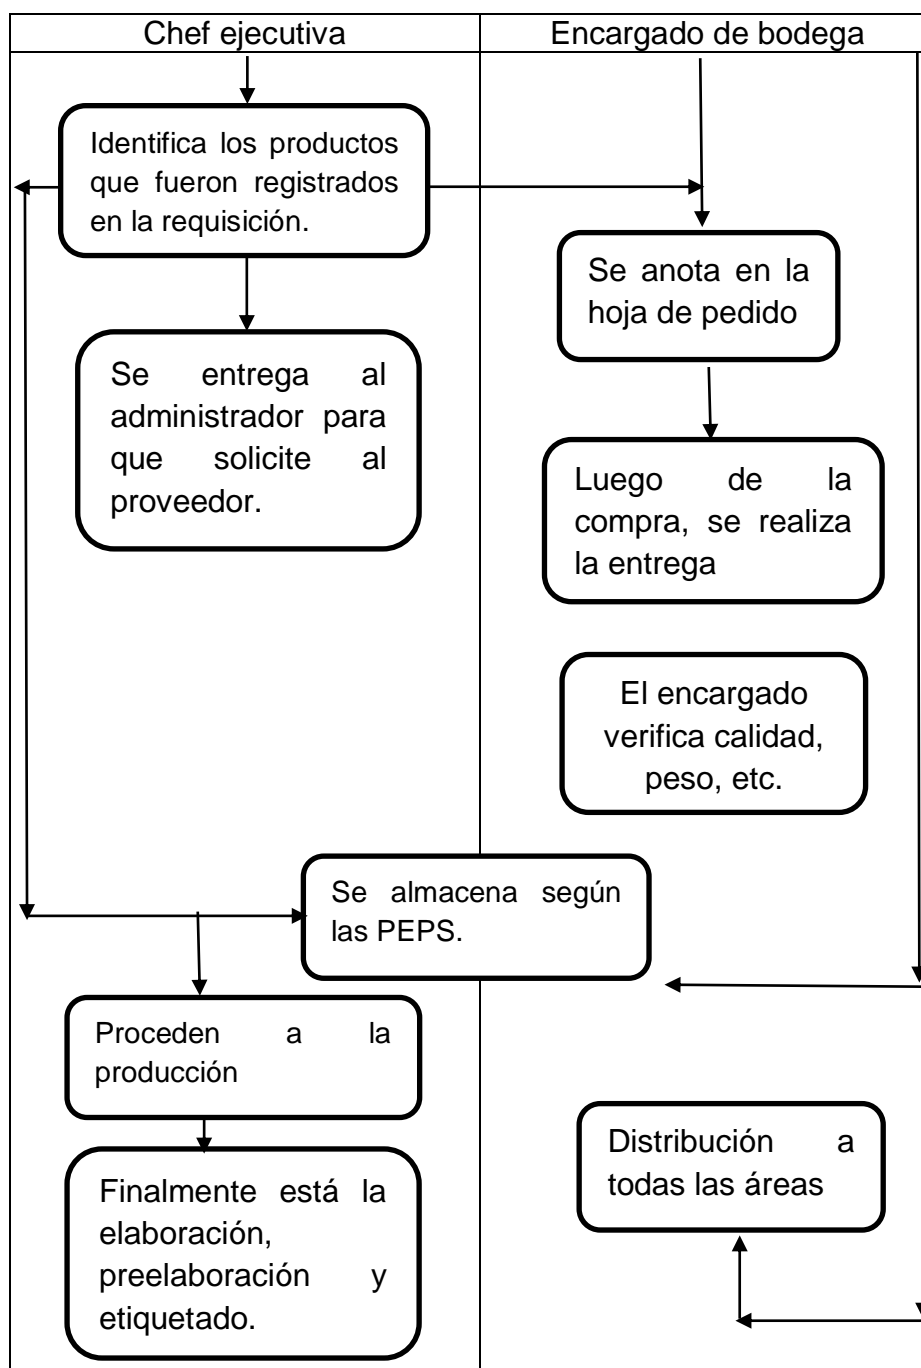 Chef ejecutiva
Encargado de bodega
Identifica los productos
que fueron registrados
en la requisición.
Se anota en la
hoja de pedido
Se entrega al
administrador para
que solicite al
proveedor.
Luego de la
compra, se realiza
la entrega
El encargado
verifica calidad,
peso, etc.
Se almacena según
las PEPS.
Proceden a la
producción
Distribución a
todas las áreas
Finalmente está la
elaboración,
preelaboración y
etiquetado.